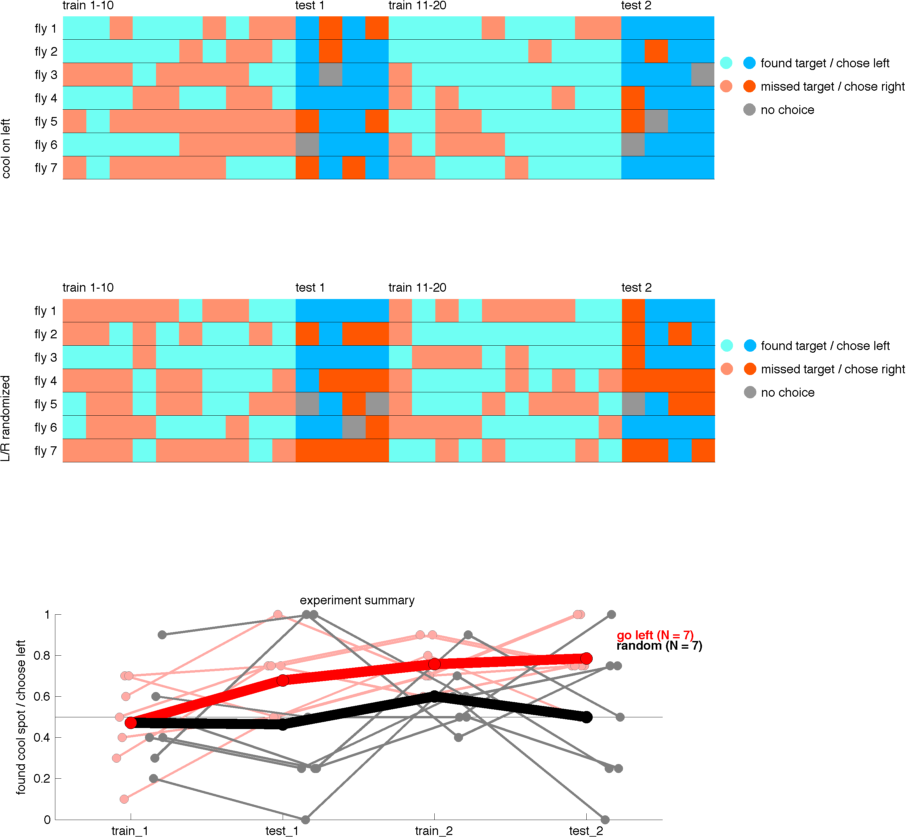 train 1-10 test 1 train 11-20 test 2
fly 1
fly 2
fly 3
fly 4
fly 5
fly 6
fly 7
cool on left
found target / chose left
missed target / chose right
no choice
train 1-10 test 1 train 11-20 test 2
fly 1
fly 2
fly 3
fly 4
fly 5
fly 6
fly 7
L/R randomized
found target / chose left
missed target / chose right
no choice
experiment summary
found cool spot / choose left
1
0.8
0.6
0.4
0.2
0
go left (N = 7)
random (N = 7)
train_1 test_1 train_2 test_2